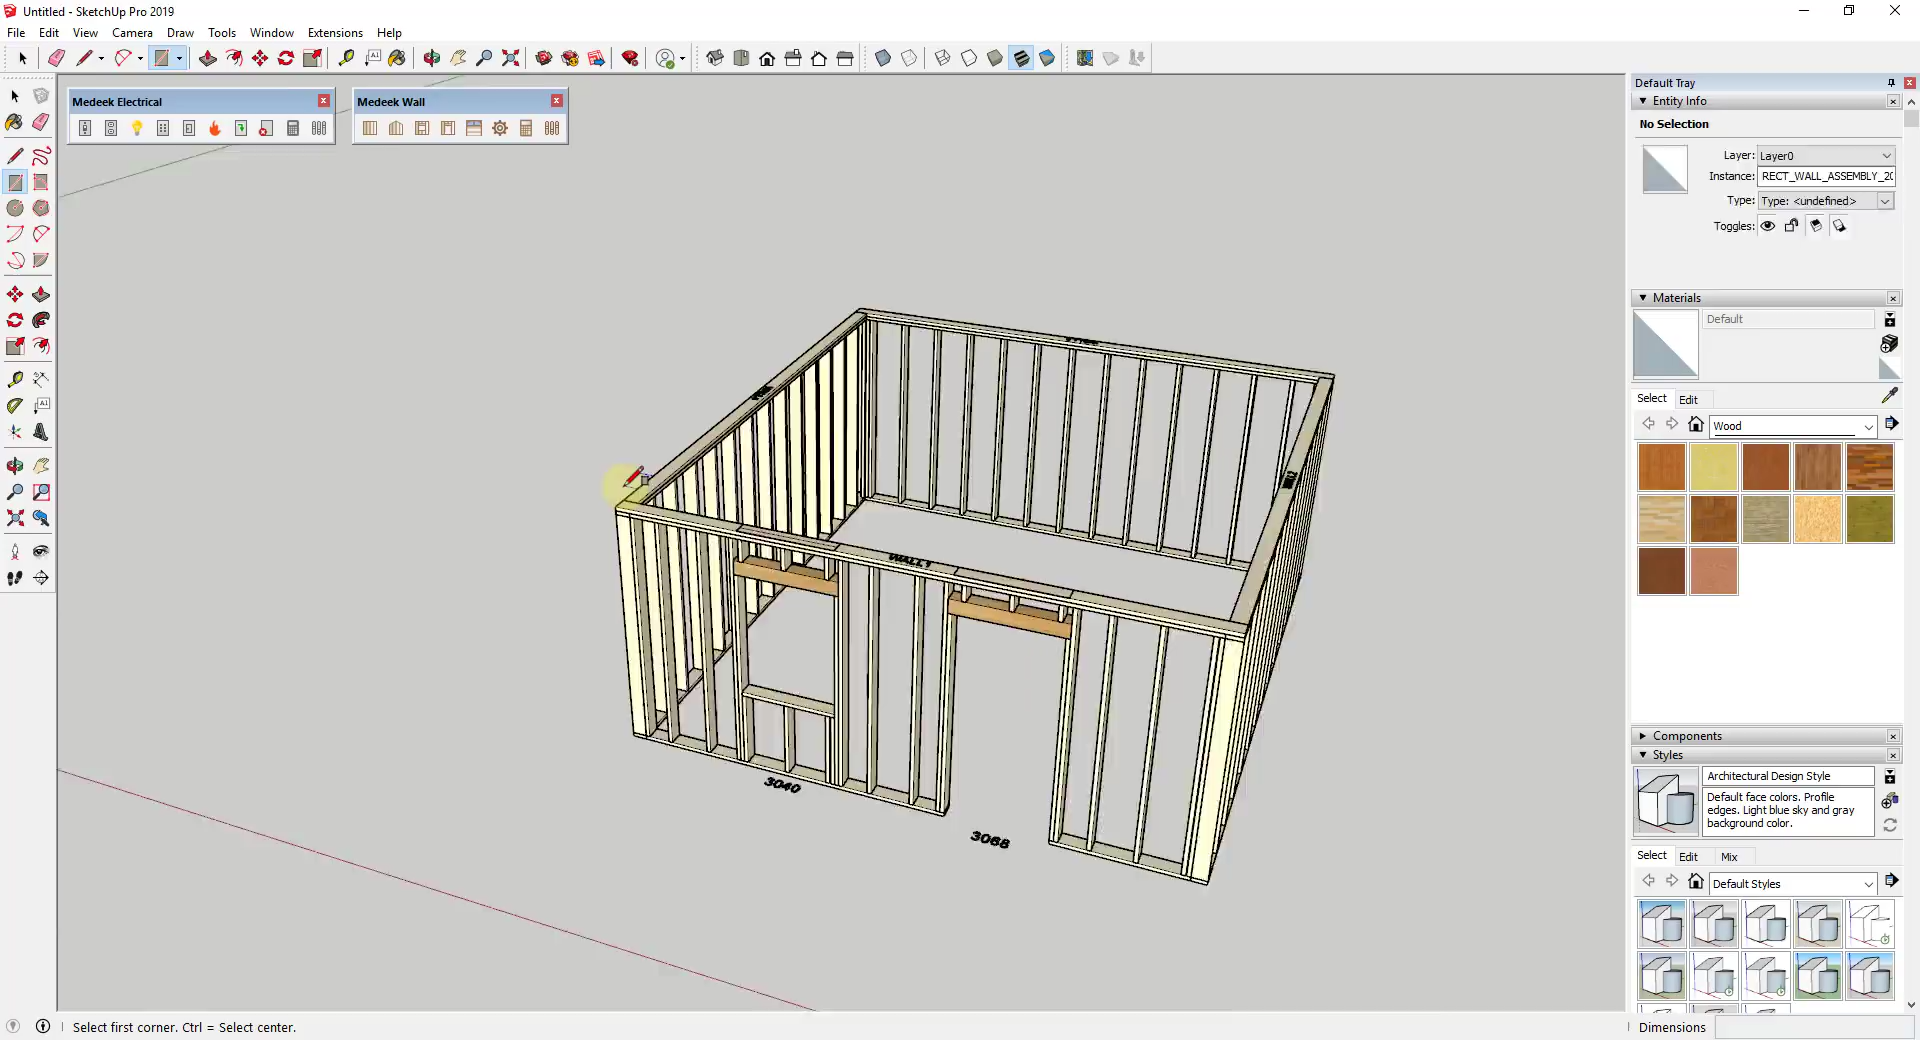 Untitled - SketchUp Pro 2019
File Edit View Camera Draw Tools Window Extensions Help
Medeek Electrical
Medeek Wall
Default Tray
Entity Info
No Selection
Layer: Layer0
Instance: RECT_WALL_ASSEMBLY_20
Type: Type: <undefined>
Toggles:
Materials
Default
Select Edit
Wood
WALL1
3040
3068
Components
Styles
Architectural Design Style
Default face colors. Profile
edges. Light blue sky and gray
background color.
Select Edit Mix
Default Styles
Select first corner. Ctrl = Select center.
Dimensions